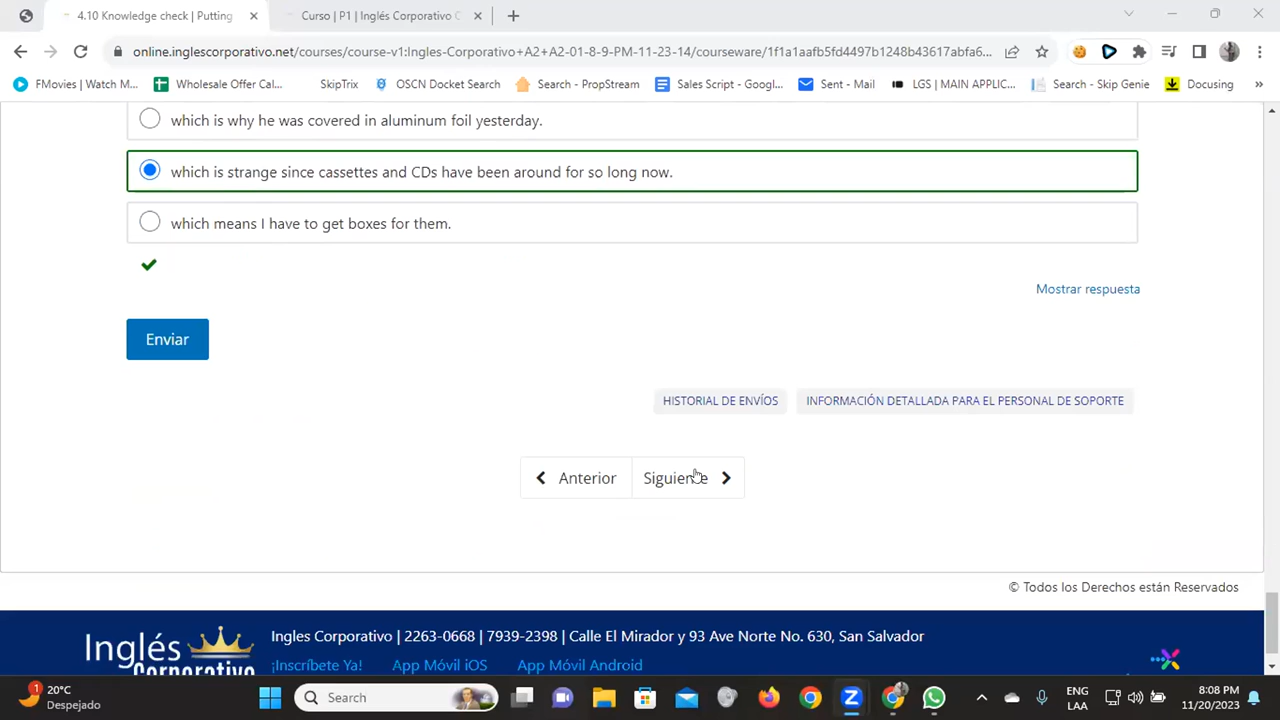 4.10 Knowledge check | Putting
Curso | P1 | Inglés Corporativo C
online.inglescorporativo.net/courses/course-v1:Ingles-Corporativo+A2+A2-01-8-9-PM-11-23-14/courseware/1f1a1aafb5fd4497b1248b43617abfa6...
FMovies | Watch M...
Wholesale Offer Cal...
SkipTrix
OSCN Docket Search
Search - PropStream
Sales Script - Googl...
Sent - Mail
LGS | MAIN APPLIC...
Search - Skip Genie
Docusing
»
which is why he was covered in aluminum foil yesterday.
which is strange since cassettes and CDs have been around for so long now.
which means I have to get boxes for them.
Mostrar respuesta
Enviar
HISTORIAL DE ENVÍOS
INFORMACIÓN DETALLADA PARA EL PERSONAL DE SOPORTE
Anterior
Siguiente
© Todos los Derechos están Reservados
Inglés
Corporativo
Ingles Corporativo | 2263-0668 | 7939-2398 | Calle El Mirador y 93 Ave Norte No. 630, San Salvador
¡Inscríbete Ya!
App Móvil iOS
App Móvil Android
1
20°C
Despejado
Search
ENG
LAA
8:08 PM
11/20/2023